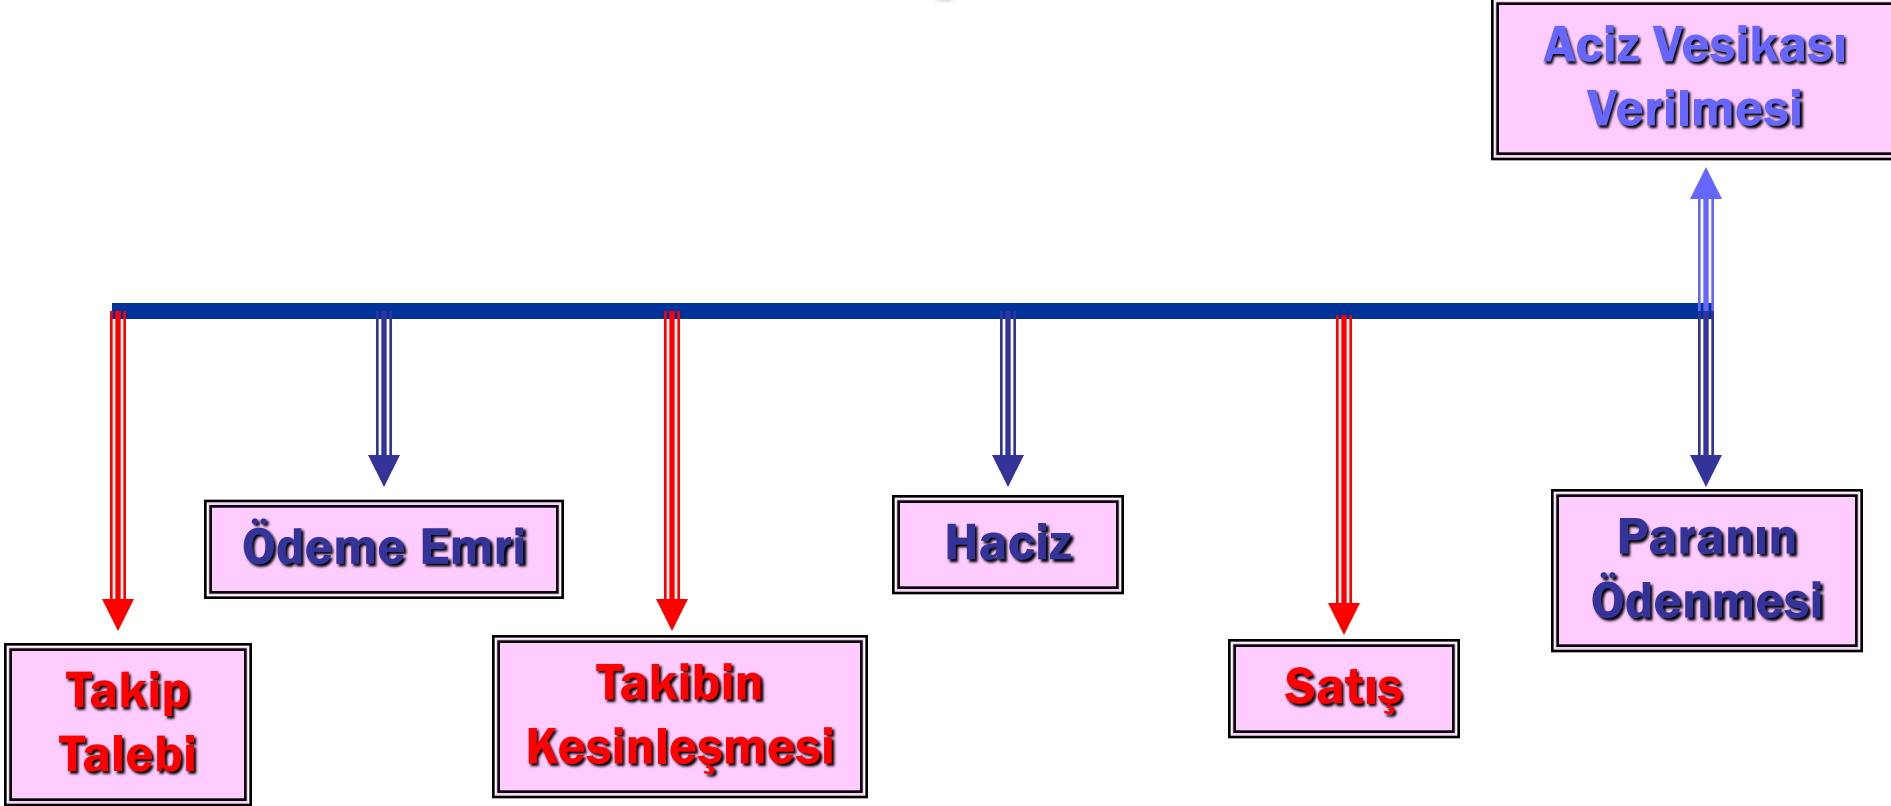 Aciz Vesikası
Verilmesi
Takip
Talebi
Ödeme Emri
Takibin
Kesinleşmesi
Haciz
Satış
Paranın
Ödenmesi